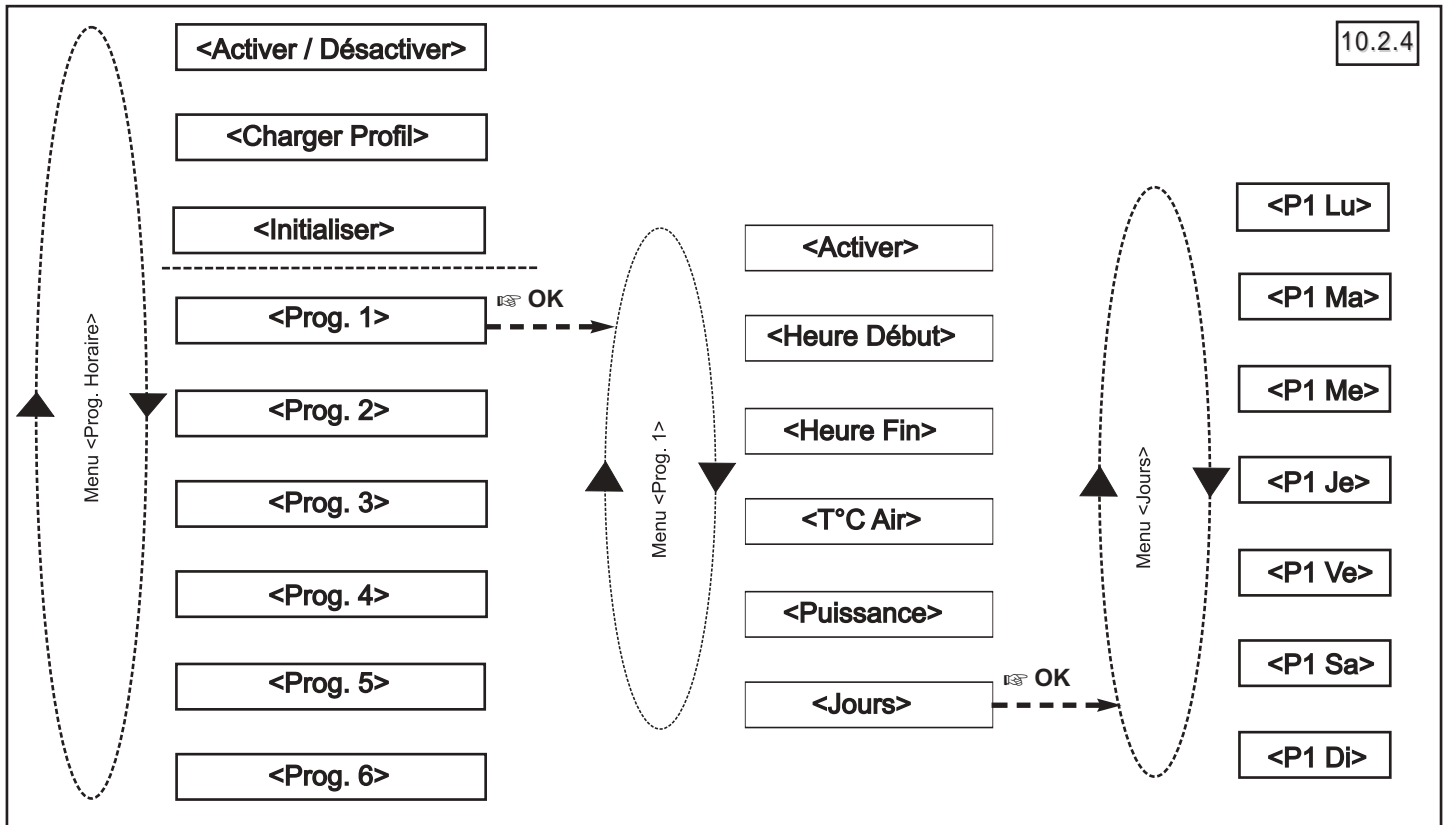 10.2.4
Menu <Prog. Horaire>
<Activer / Désactiver>
<Charger Profil>
<Initialiser>
<Prog. 1>
☞ OK
<Prog. 2>
<Prog. 3>
<Prog. 4>
<Prog. 5>
<Prog. 6>
Menu <Prog. 1>
<Activer>
<Heure Début>
<Heure Fin>
<T°C Air>
<Puissance>
<Jours>
☞ OK
Menu <Jours>
<P1 Lu>
<P1 Ma>
<P1 Me>
<P1 Je>
<P1 Ve>
<P1 Sa>
<P1 Di>